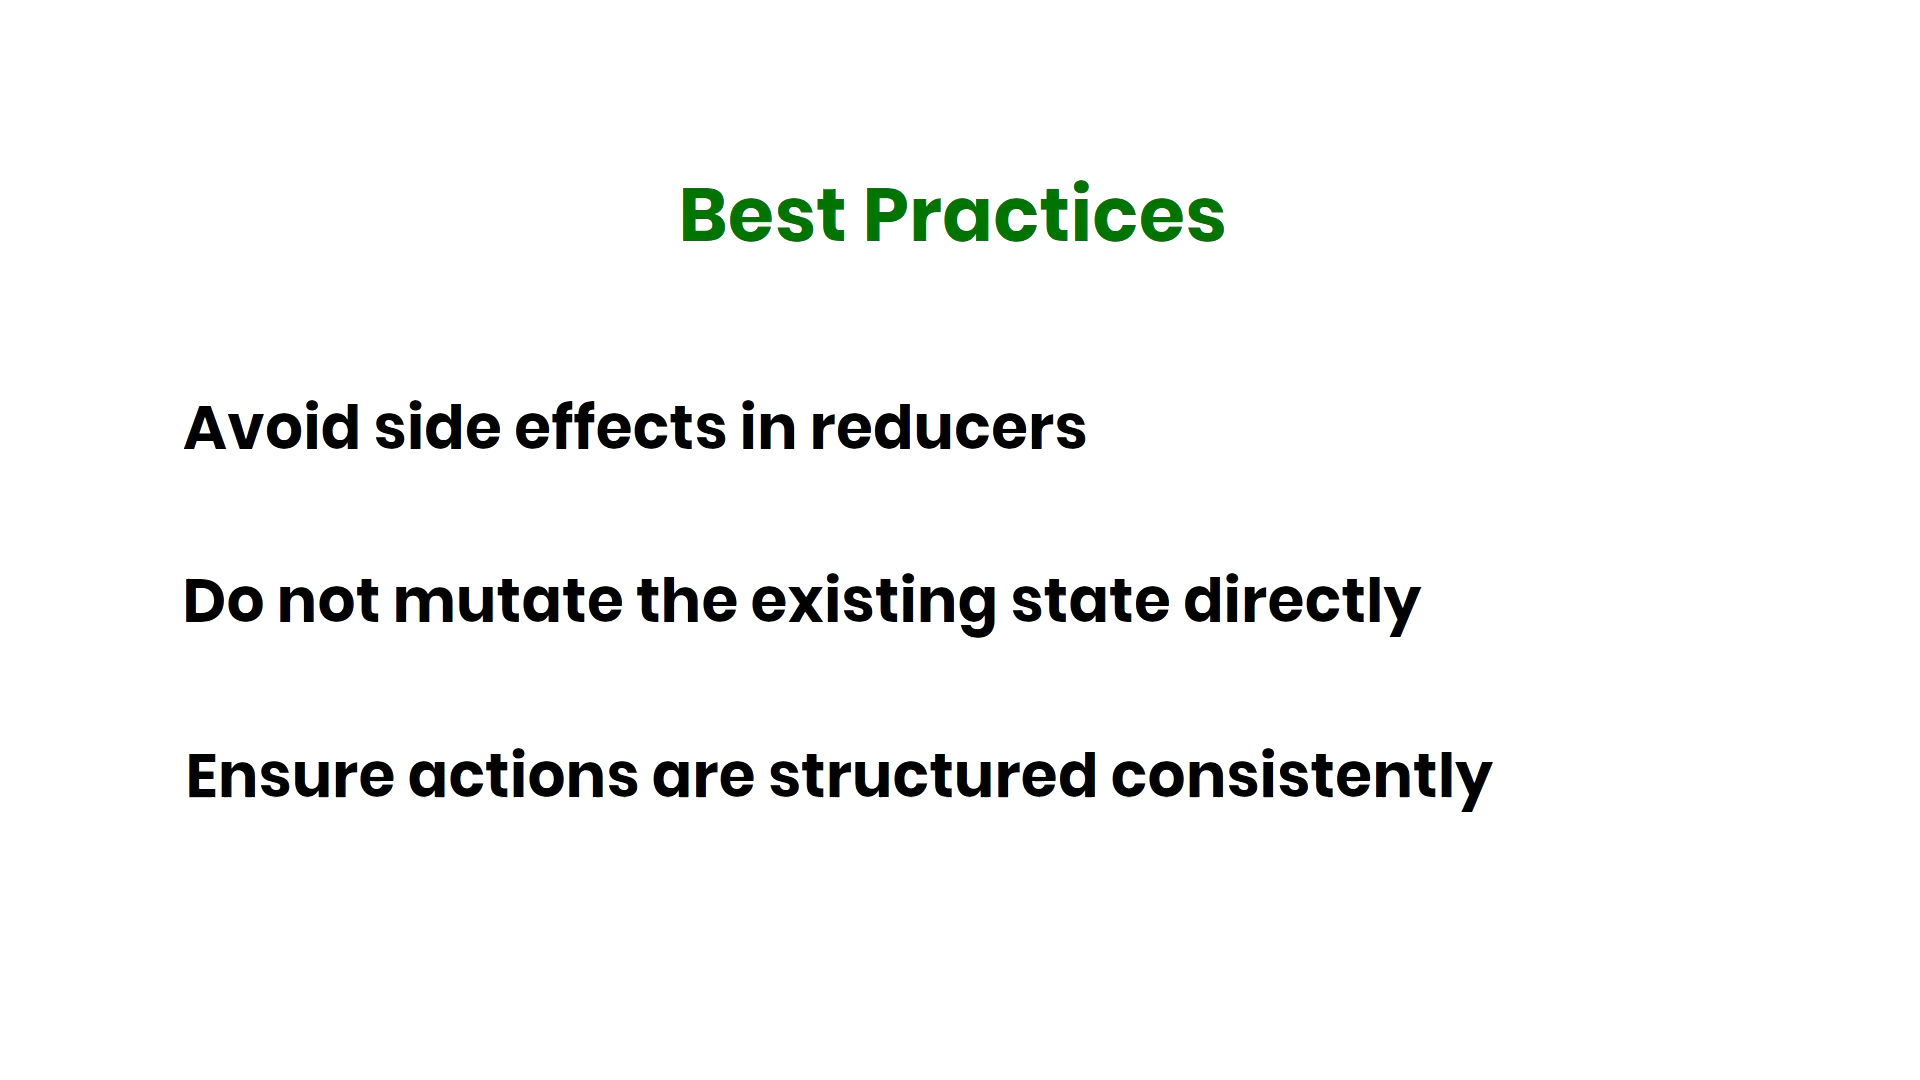 Best Practices
Avoid side effects in reducers
Do not mutate the existing state directly
Ensure actions are structured consistently